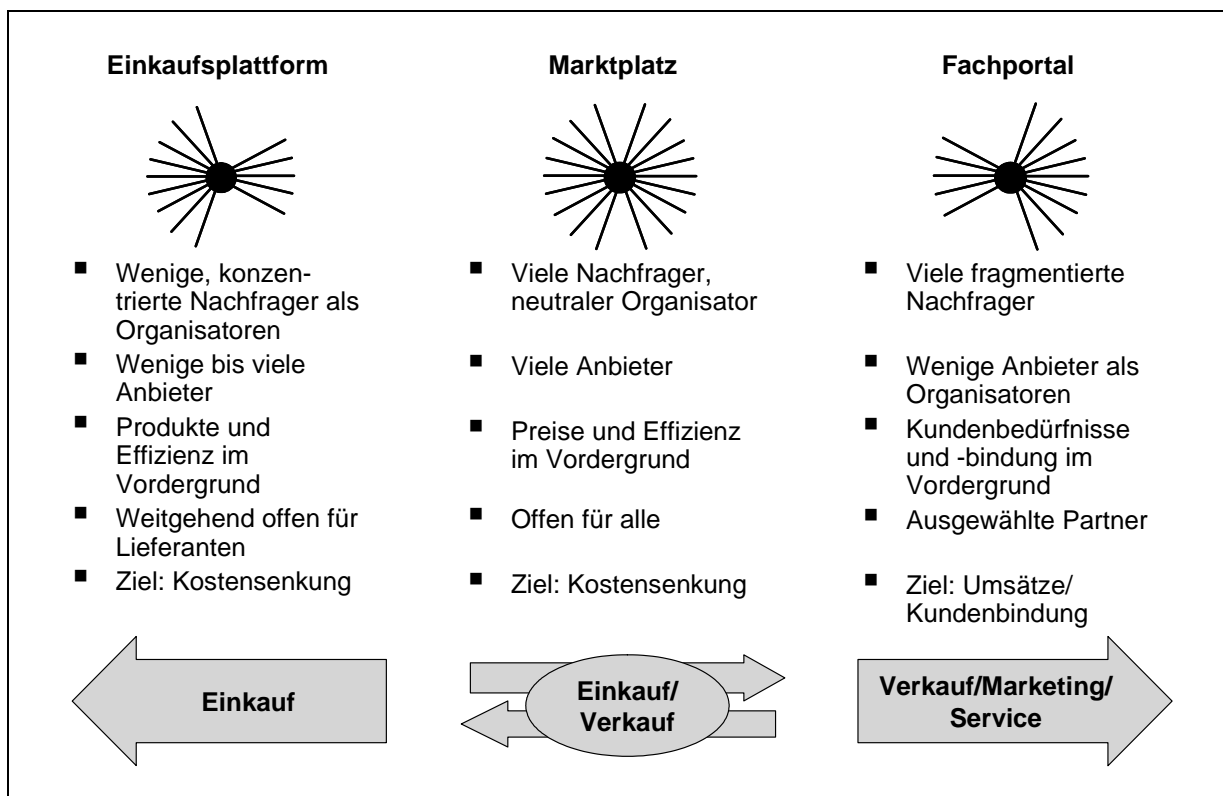 Einkaufsplattform
Wenige, konzen-
trierte Nachfrager als
Organisatoren
Wenige bis viele
Anbieter
Produkte und
Effizienz im
Vordergrund
Weitgehend offen für
Lieferanten
Ziel: Kostensenkung
Einkauf
Marktplatz
Viele Nachfrager,
neutraler Organisator
Viele Anbieter
Preise und Effizienz
im Vordergrund
Offen für alle
Ziel: Kostensenkung
Einkauf/
Verkauf
Fachportal
Viele fragmentierte
Nachfrager
Wenige Anbieter als
Organisatoren
Kundenbedürfnisse
und -bindung im
Vordergrund
Ausgewählte Partner
Ziel: Umsätze/
Kundenbindung
Verkauf/Marketing/
Service